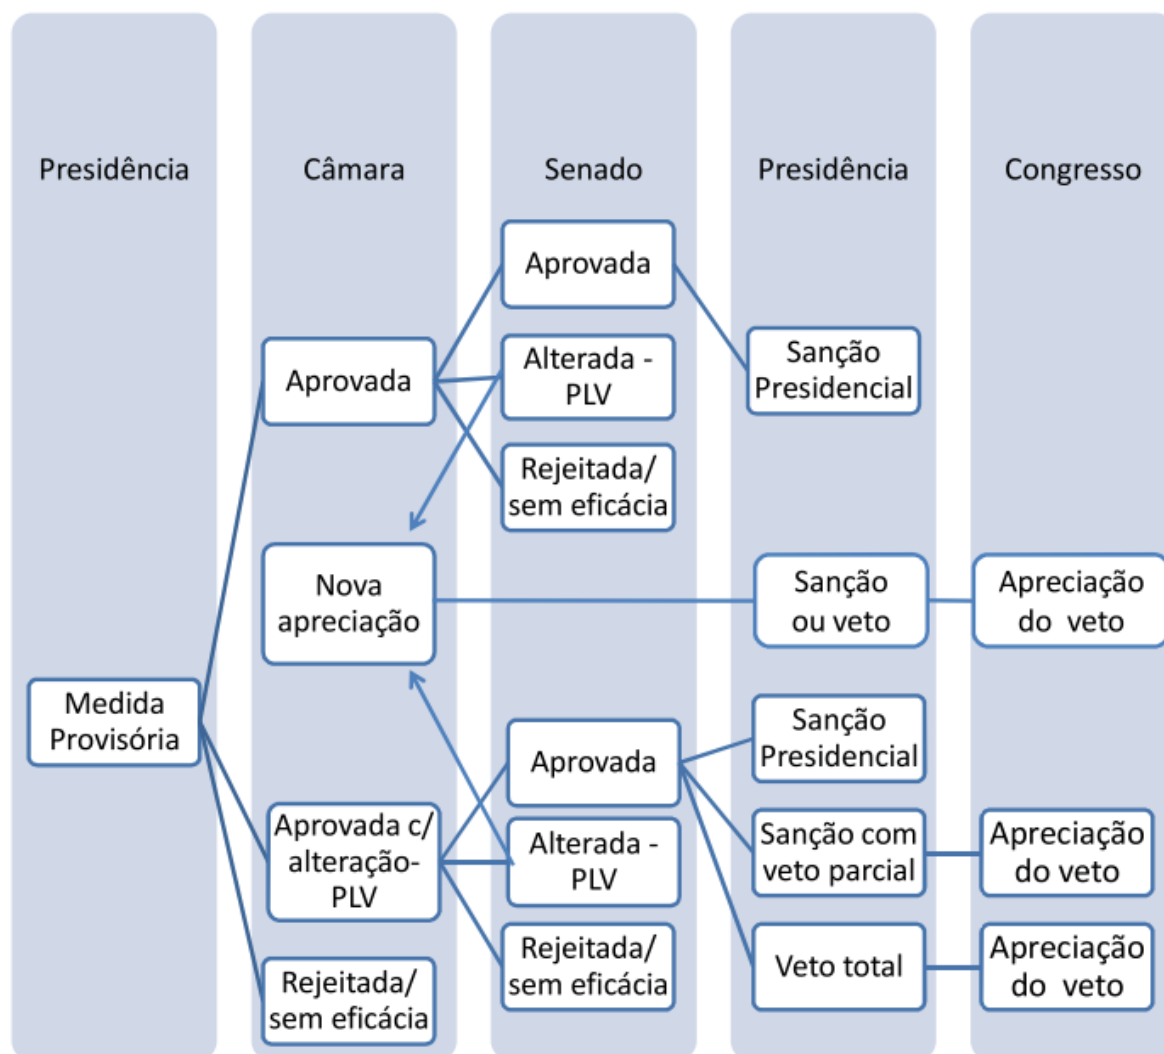 Presidência
Câmara
Senado
Presidência
Congresso
Aprovada
Aprovada
Alterada -
PLV
Sanção
Presidencial
Rejeitada/
sem eficácia
Nova
apreciação
Sanção
ou veto
Apreciação
do veto
Medida
Provisória
Aprovada
Sanção
Presidencial
Aprovada c/
alteração-
PLV
Alterada -
PLV
Sanção com
veto parcial
Apreciação
do veto
Rejeitada/
sem eficácia
Rejeitada/
sem eficácia
Veto total
Apreciação
do veto